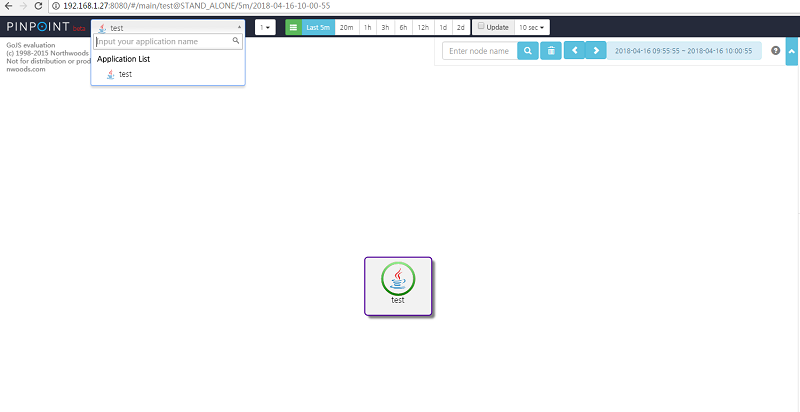 192.168.1.27:8080/#/main/test@STAND_ALONE/5m/2018-04-16-10-00-55
PINPOINT beta
test
1
Last 5m 20m 1h 3h 6h 12h 1d 2d
Update 10 sec
Input your application name
Application List
test
GoJS evaluation
(c) 1998-2015 Northwoods
Not for distribution or prod
nwoods.com
Enter node name
2018-04-16 09:55:55 ~ 2018-04-16 10:00:55
test